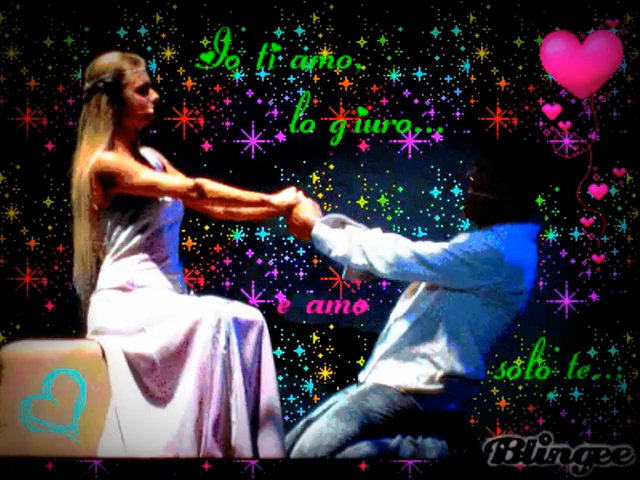 Io ti amo.
lo giuro...
e amo
solo te...
Blingee